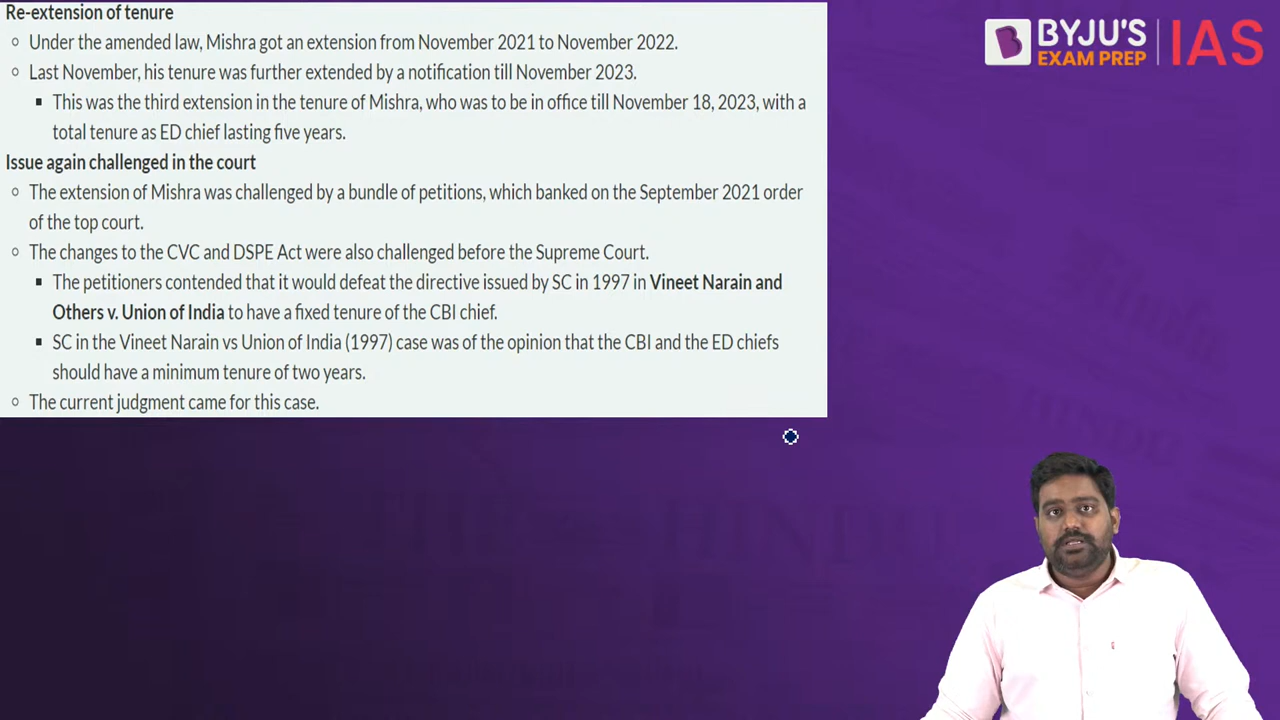 Re-extension of tenure
Under the amended law, Mishra got an extension from November 2021 to November 2022.
Last November, his tenure was further extended by a notification till November 2023.
This was the third extension in the tenure of Mishra, who was to be in office till November 18, 2023, with a
total tenure as ED chief lasting five years.
Issue again challenged in the court
The extension of Mishra was challenged by a bundle of petitions, which banked on the September 2021 order
of the top court.
The changes to the CVC and DSPE Act were also challenged before the Supreme Court.
The petitioners contended that it would defeat the directive issued by SC in 1997 in Vineet Narain and
Others v. Union of India to have a fixed tenure of the CBI chief.
SC in the Vineet Narain vs Union of India (1997) case was of the opinion that the CBI and the ED chiefs
should have a minimum tenure of two years.
The current judgment came for this case.
BYJU'S
EXAM PREP
IAS
HINDU
HINDU